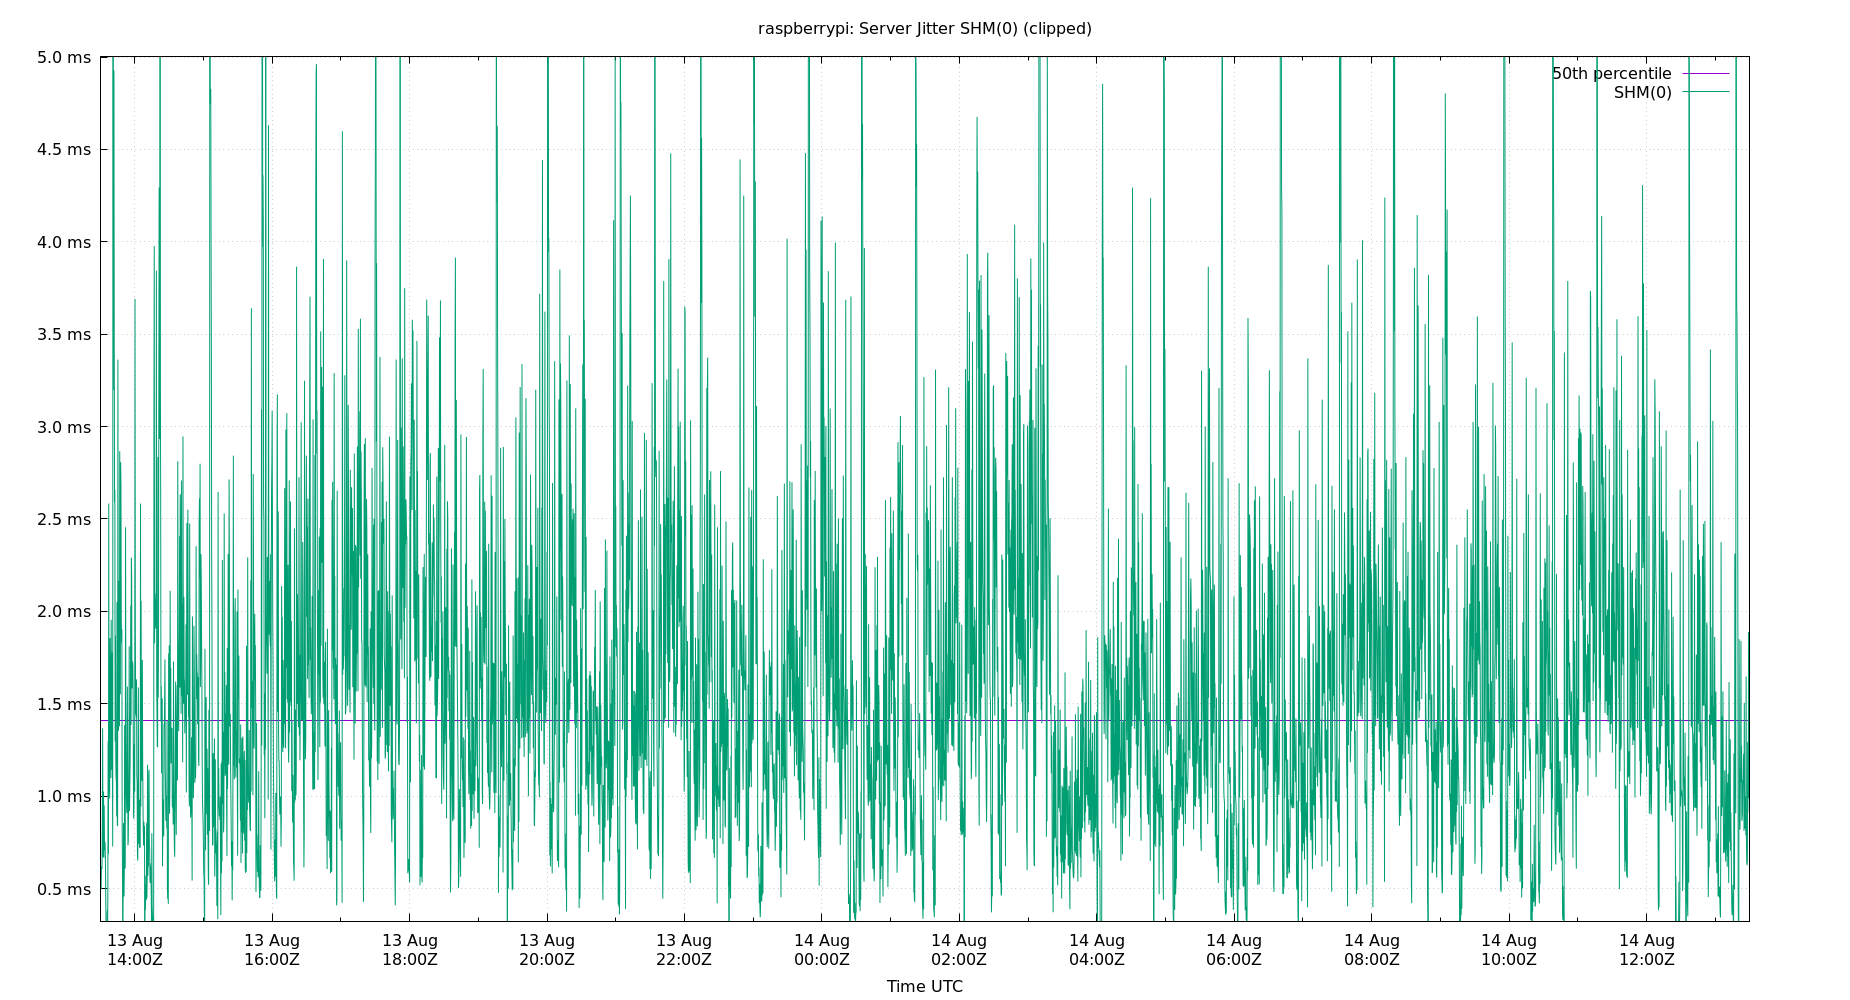 raspberrypi: Server Jitter SHM(0) (clipped)
5.0 ms
50th percentile
SHM(0)
4.5 ms
4.0 ms
3.5 ms
3.0 ms
2.5 ms
2.0 ms
1.5 ms
1.0 ms
0.5 ms
13 Aug 13 Aug 13 Aug 13 Aug 13 Aug 14 Aug 14 Aug 14 Aug 14 Aug 14 Aug 14 Aug 14 Aug
14:00Z 16:00Z 18:00Z 20:00Z 22:00Z 00:00Z 02:00Z 04:00Z 06:00Z 08:00Z 10:00Z 12:00Z
Time UTC